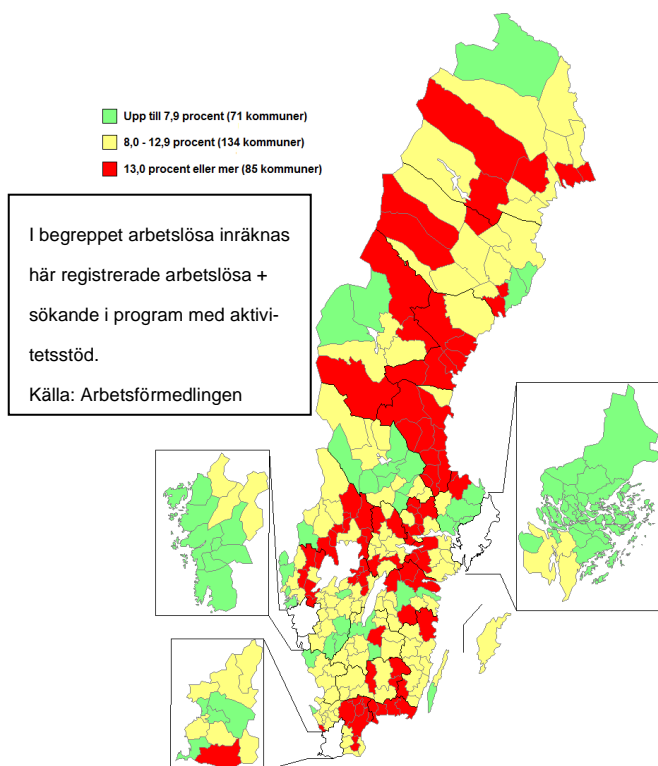 Upp till 7,9 procent (71 kommuner)
8,0 - 12,9 procent (134 kommuner)
13,0 procent eller mer (85 kommuner)
I begreppet arbetslösa inräknas
här registrerade arbetslösa +
sökande i program med aktivi-
tetsstöd.
Källa: Arbetsförmedlingen